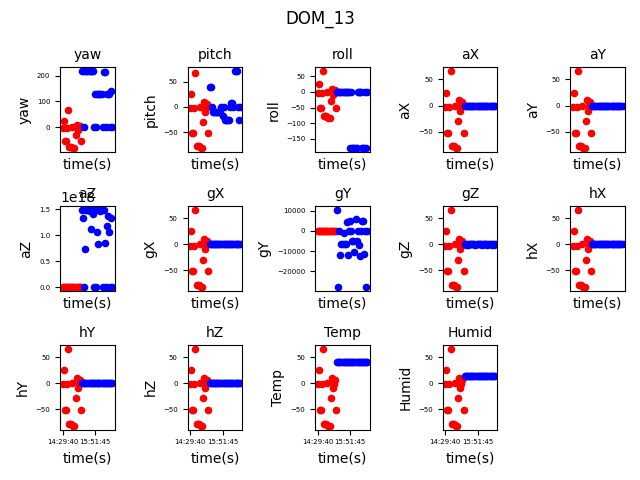 DOM_13
yaw pitch roll aX aY
200
100
0
yaw
time(s)
50
0
−50
pitch
time(s)
50
0
−50
−100
−150
roll
time(s)
50
0
−50
aX
time(s)
50
0
−50
aY
time(s)
1e18
aZ gX gY gZ hX
1.5
1.0
0.5
0.0
aZ
time(s)
50
0
−50
gX
time(s)
10000
0
−10000
−20000
gY
time(s)
50
0
−50
gZ
time(s)
50
0
−50
hX
time(s)
hY hZ Temp Humid
50
0
−50
hY
14:29:40 15:51:45
time(s)
50
0
−50
hZ
14:29:40 15:51:45
time(s)
50
0
−50
Temp
14:29:40 15:51:45
time(s)
50
0
−50
Humid
14:29:40 15:51:45
time(s)